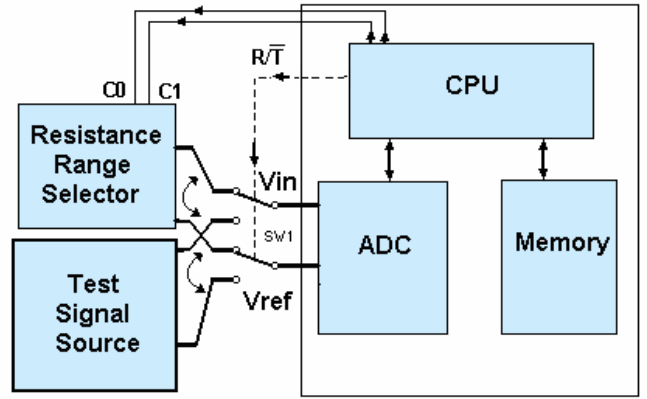 R/T̅
CPU
C0
C1
Resistance
Range
Selector
Vin
SW1
ADC
Memory
Test
Signal
Source
Vref